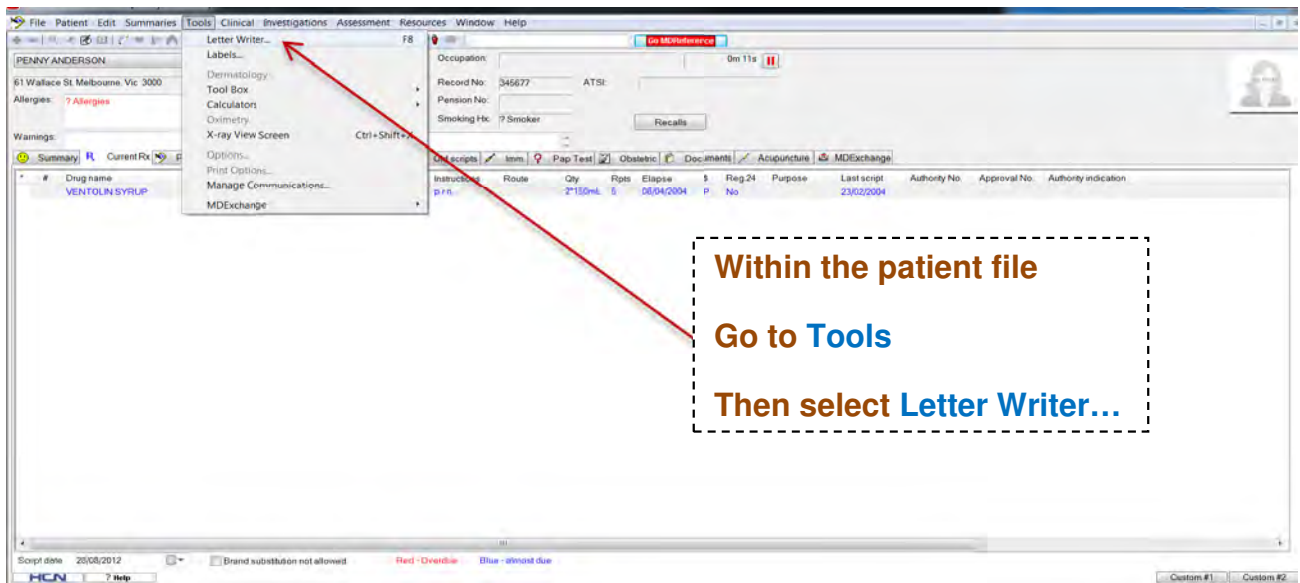 File Patient Edit Summaries Tools Clinical Investigations Assessment Resources Window Help
Letter Writer... F8
Go MDReference
PENNY ANDERSON
Labels...
Occupation:
0m 11s
61 Wallace St Melbourne. Vic 3000
Dermatology
Record No: 345677 ATSI:
Tool Box
Allergies: ? Allergies
Calculators
Pension No:
Oximetry
Smoking Hx: ? Smoker
Recalls
Warnings:
X-ray View Screen Ctrl+Shift+X
Options...
Summary Current Rx
Old scripts Imm. Pap Test Obstetric Documents Acupuncture MDExchange
Print Options...
* # Drug name
Instructions Route Qty Rpts Elapse $ Reg.24 Purpose Last script Authority No. Approval No. Authority indication
Manage Communications...
VENTOLIN SYRUP
p.r.n. 2*150mL 5 08/04/2004 P No 23/02/2004
MDExchange
Within the patient file
Go to Tools
Then select Letter Writer…
Script date 28/08/2012 Brand substitution not allowed Red - Overdue Blue - almost due
HCN ? Help
Custom #1 Custom #2